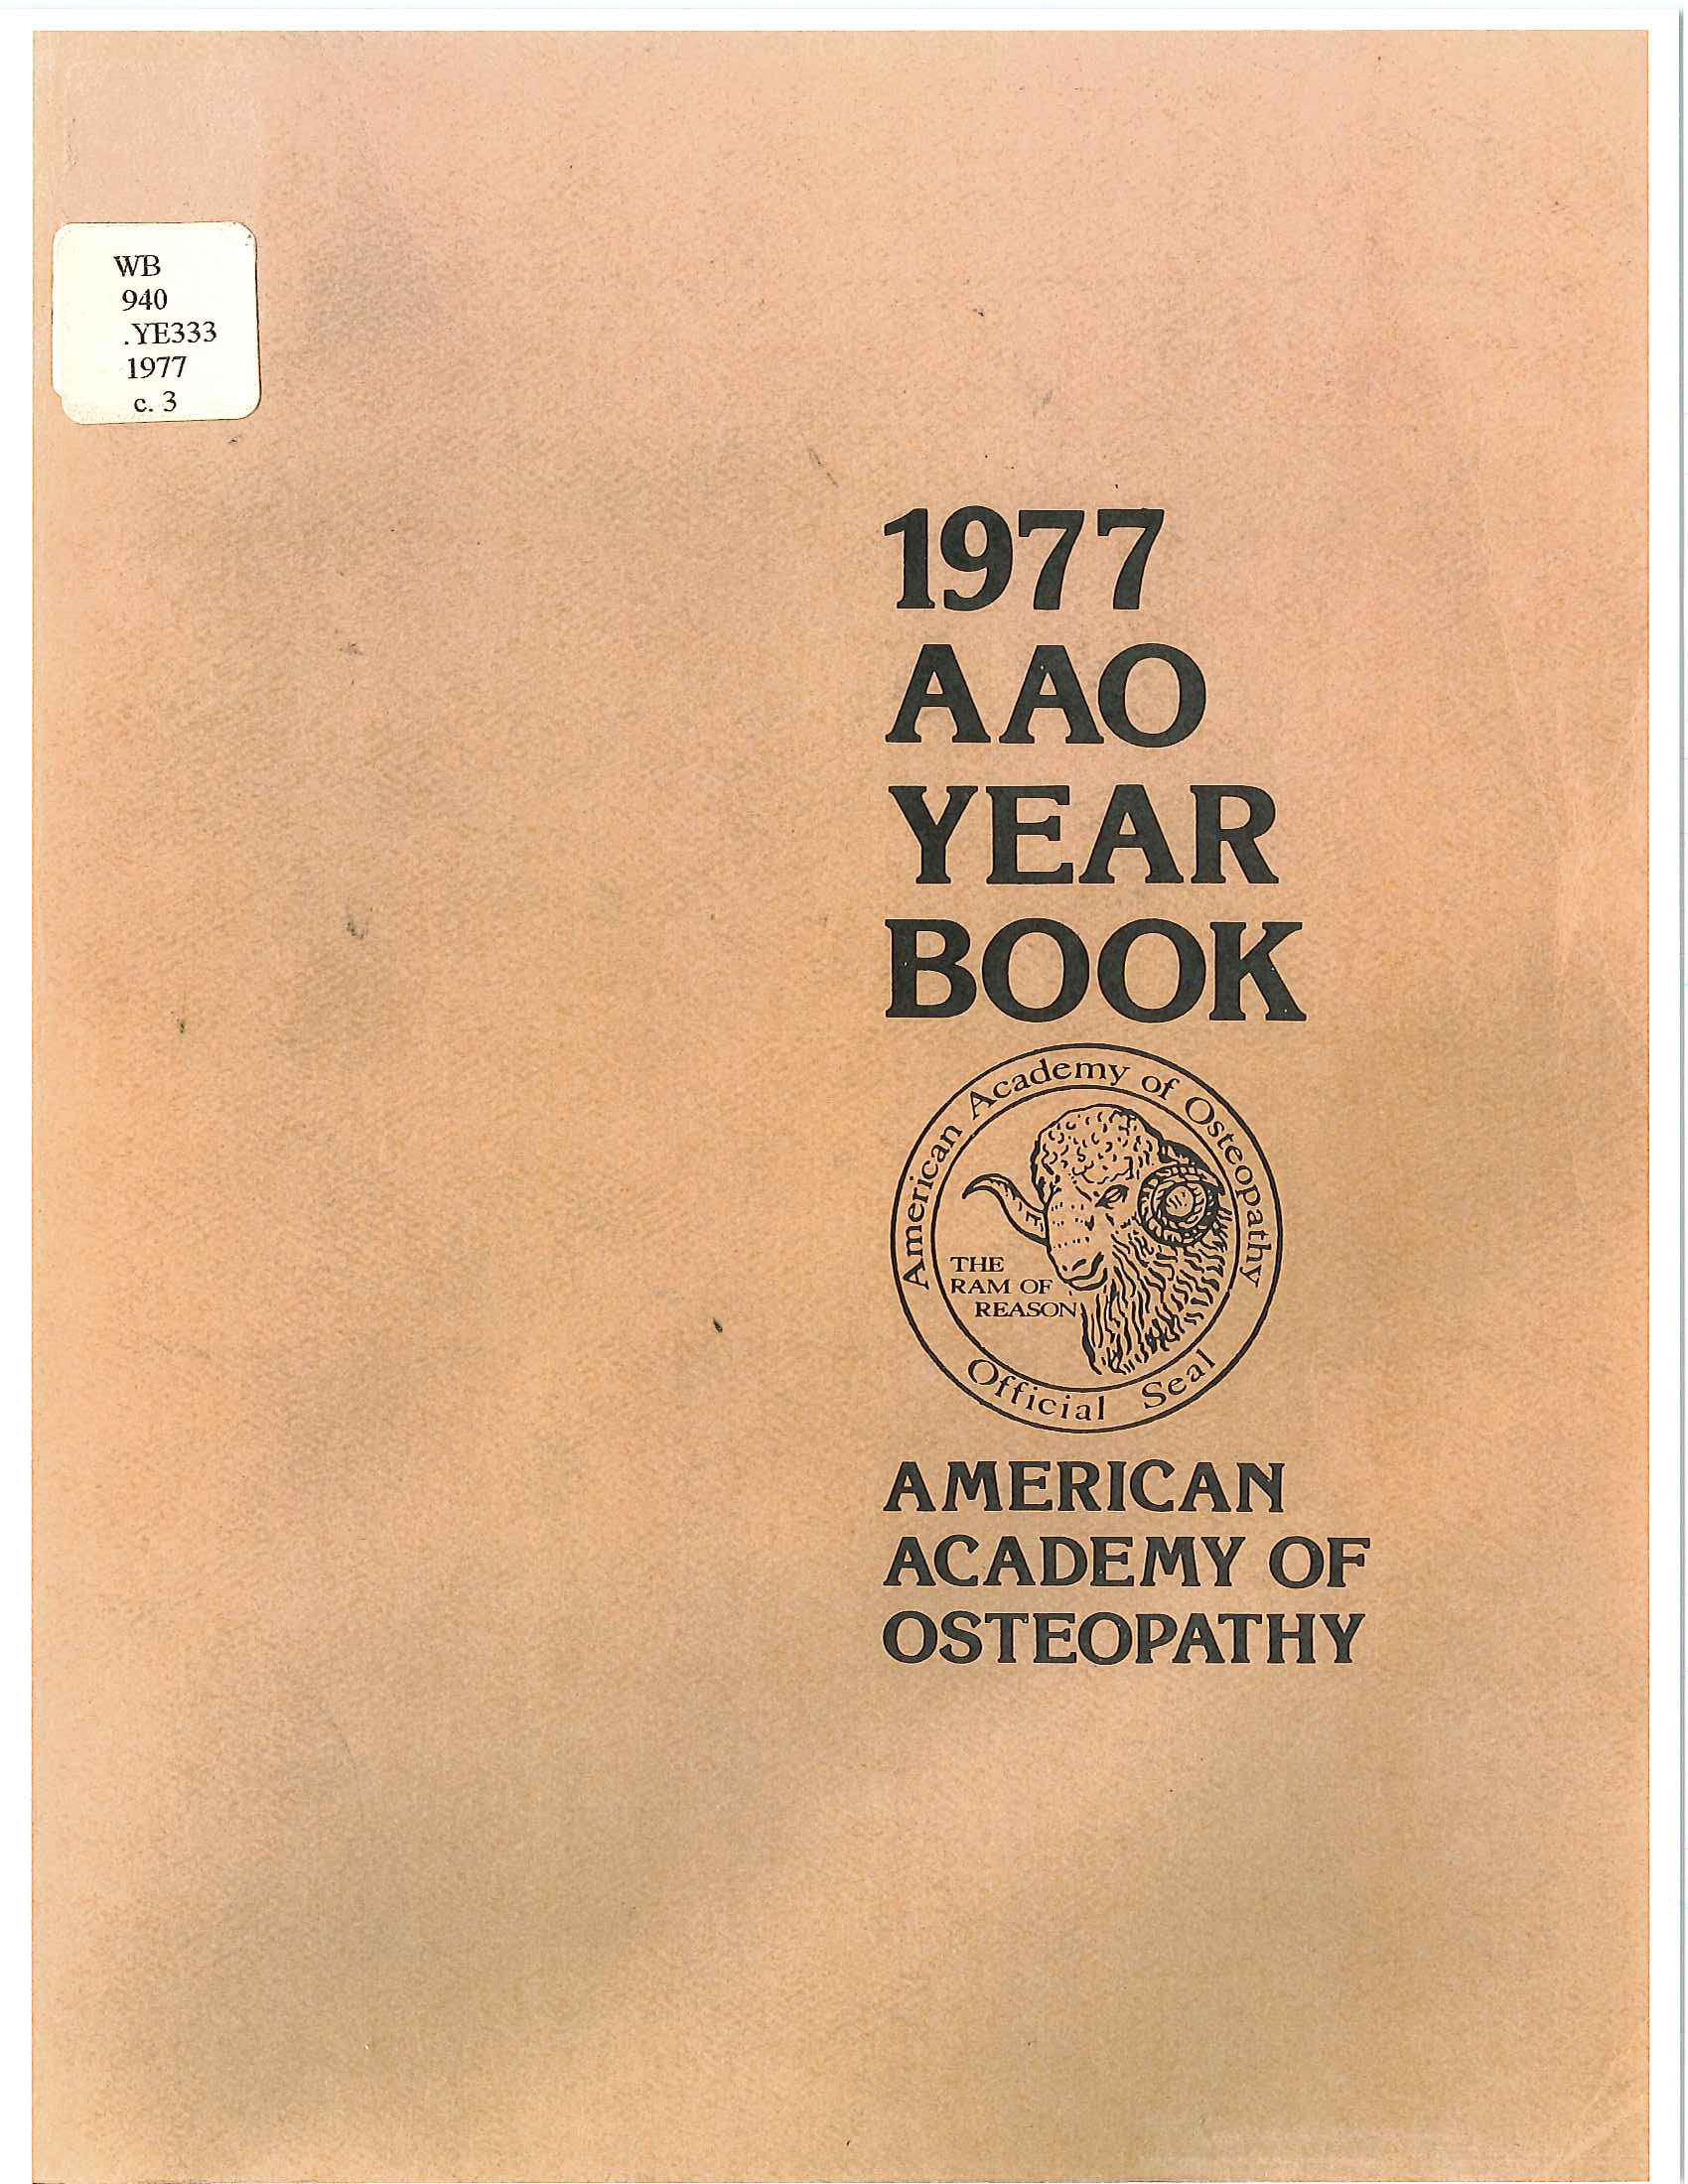 WB
940
.YE333
1977
c. 3
1977
AAO
YEAR
BOOK
American Academy of Osteopathy
THE
RAM OF
REASON
Official Seal
AMERICAN
ACADEMY OF
OSTEOPATHY